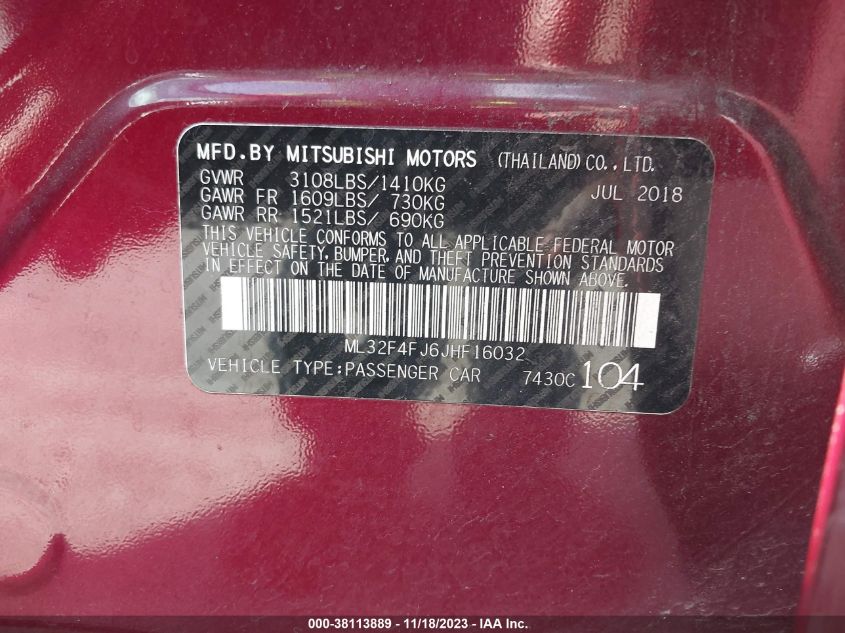 MFD.BY MITSUBISHI MOTORS (THAILAND) CO., LTD.
GVWR 3108LBS/1410KG JUL 2018
GAWR FR 1609LBS/ 730KG
GAWR RR 1521LBS/ 690KG
THIS VEHICLE CONFORMS TO ALL APPLICABLE FEDERAL MOTOR
VEHICLE SAFETY, BUMPER, AND THEFT PREVENTION STANDARDS
IN EFFECT ON THE DATE OF MANUFACTURE SHOWN ABOVE.
ML32F4FJ6JHF16032
VEHICLE TYPE:PASSENGER CAR 7430C 104
000-38113889 - 11/18/2023 - IAA Inc.